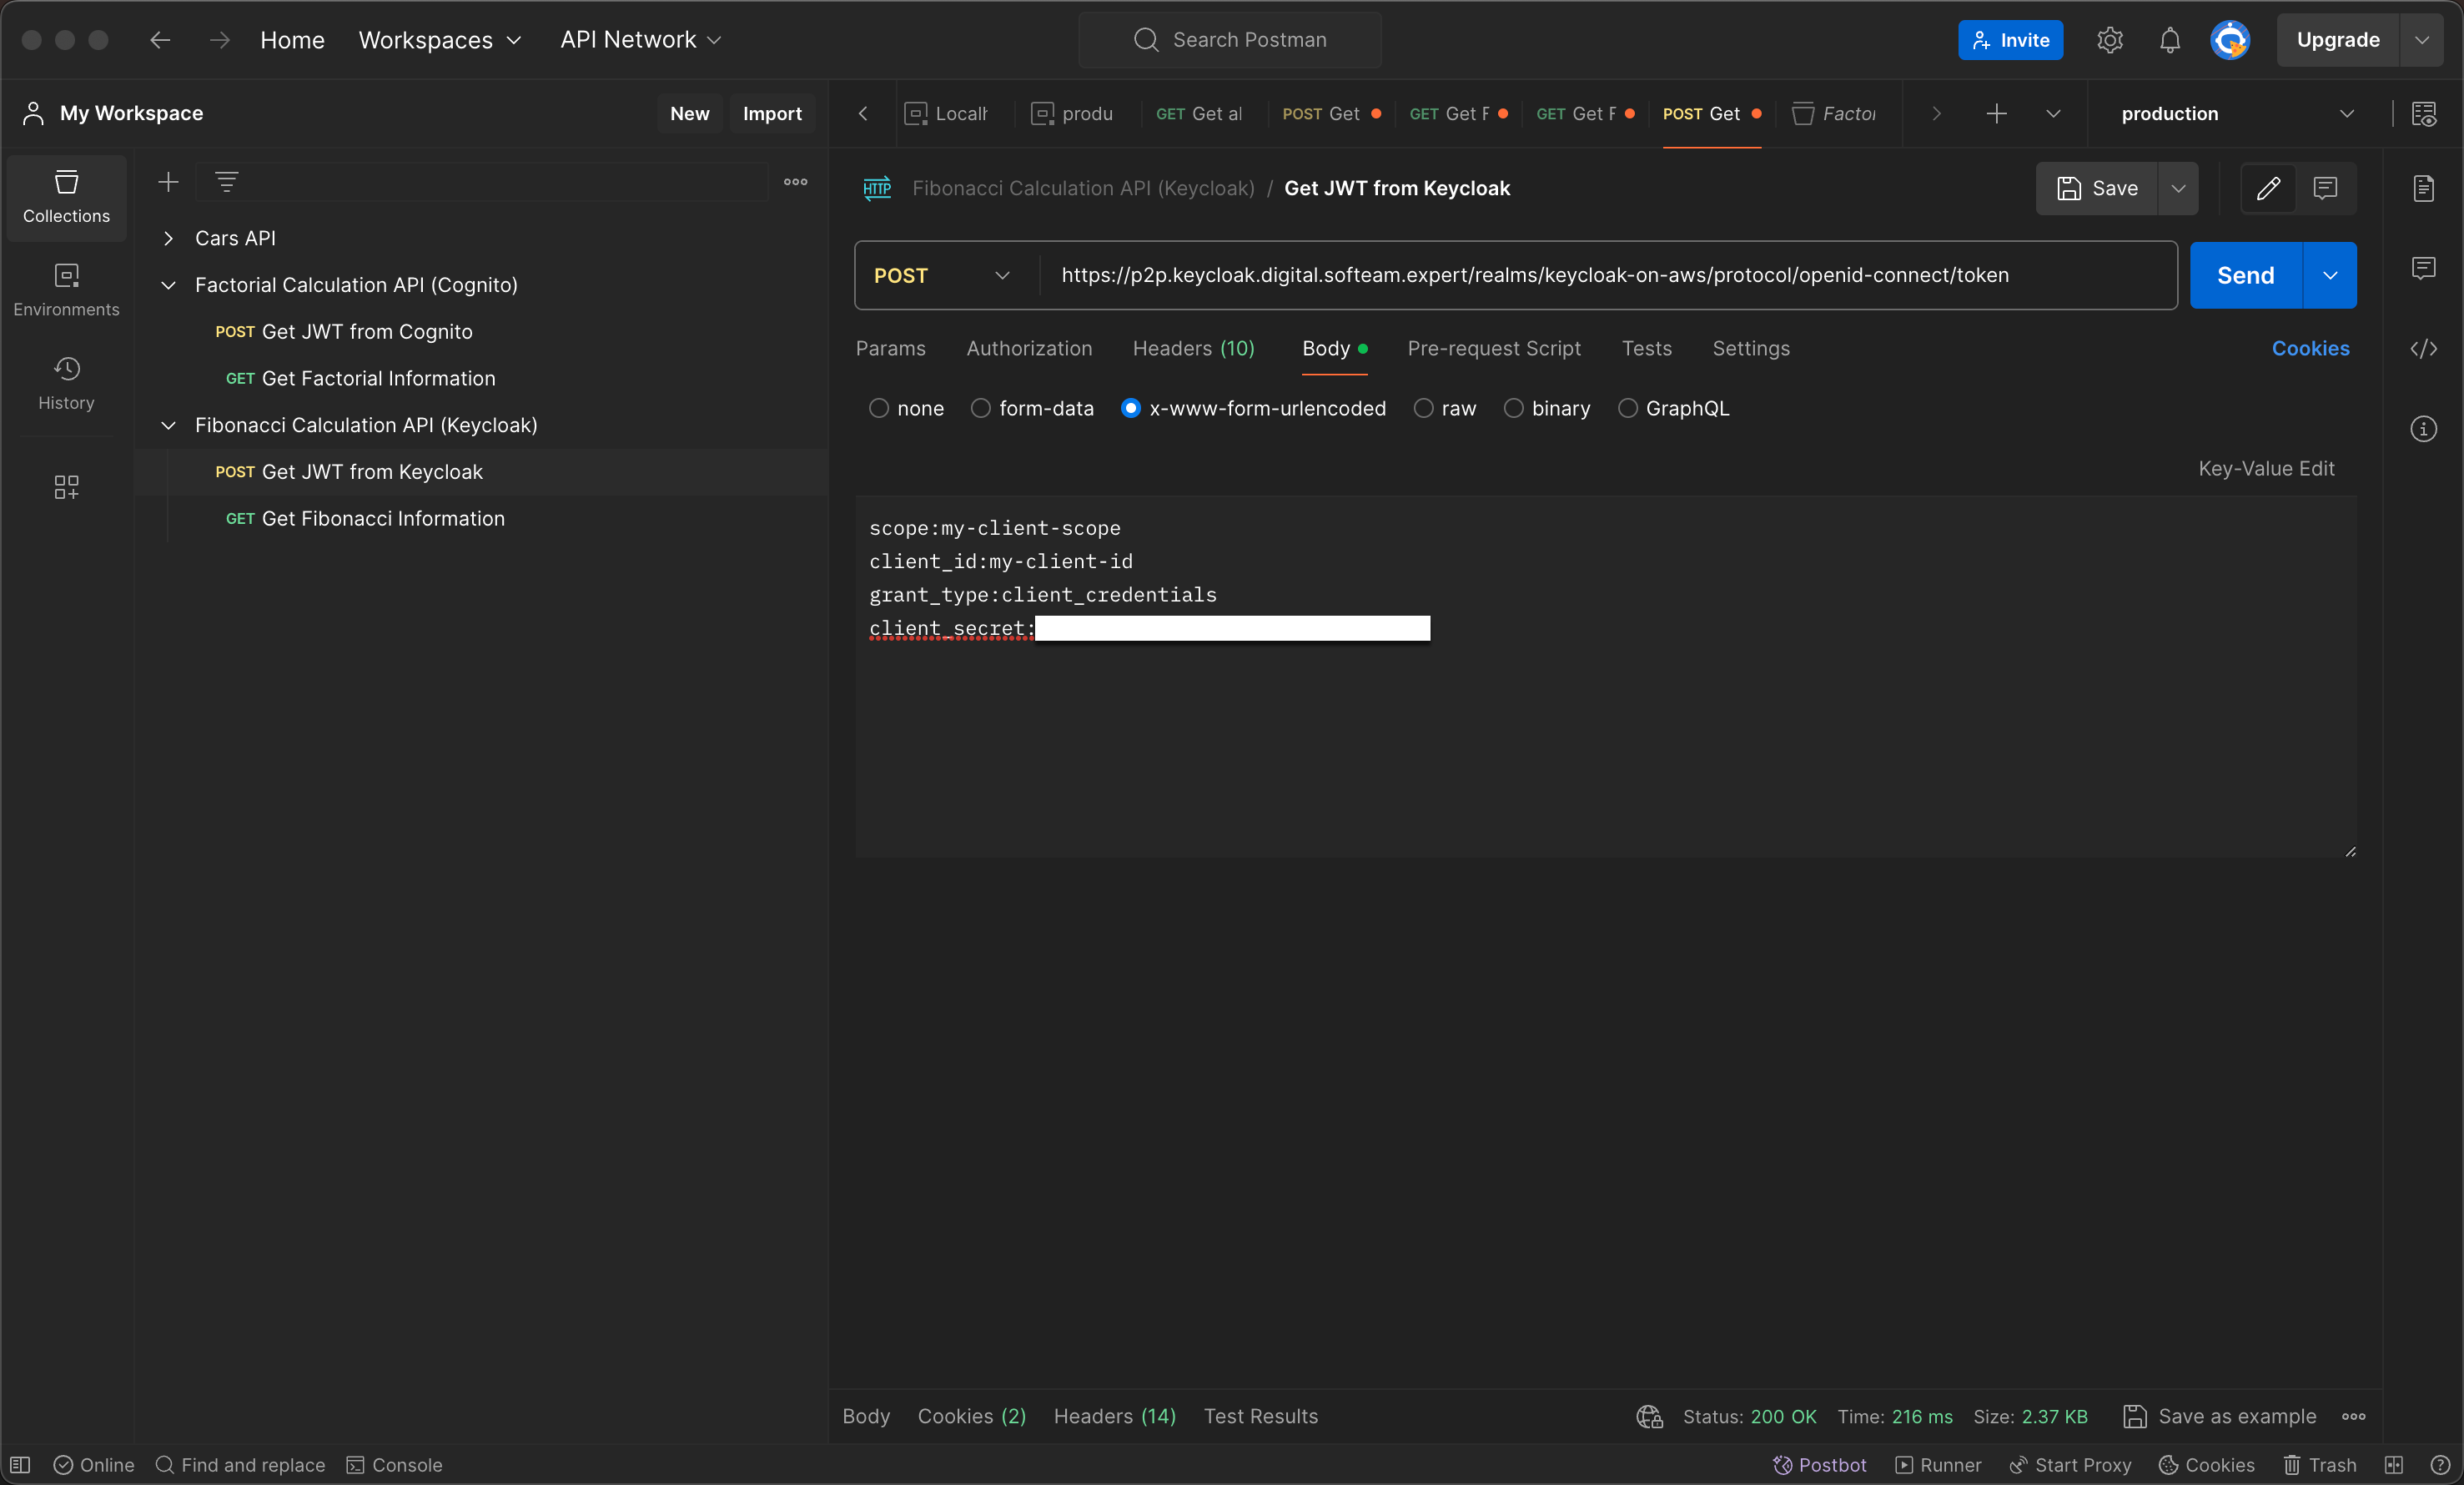 Home Workspaces API Network Search Postman Invite Upgrade
My Workspace New Import
Locall produ GET Get al POST Get GET Get F GET Get F POST Get Factor production
Collections
Environments
History
Cars API
Factorial Calculation API (Cognito)
POST Get JWT from Cognito
GET Get Factorial Information
Fibonacci Calculation API (Keycloak)
POST Get JWT from Keycloak
GET Get Fibonacci Information
HTTP Fibonacci Calculation API (Keycloak) / Get JWT from Keycloak Save
POST https://p2p.keycloak.digital.softeam.expert/realms/keycloak-on-aws/protocol/openid-connect/token Send
Params Authorization Headers (10) Body Pre-request Script Tests Settings Cookies
none form-data x-www-form-urlencoded raw binary GraphQL
Key-Value Edit
scope:my-client-scope
client_id:my-client-id
grant_type:client_credentials
client_secret:
Body Cookies (2) Headers (14) Test Results Status: 200 OK Time: 216 ms Size: 2.37 KB Save as example
Online Find and replace Console Postbot Runner Start Proxy Cookies Trash